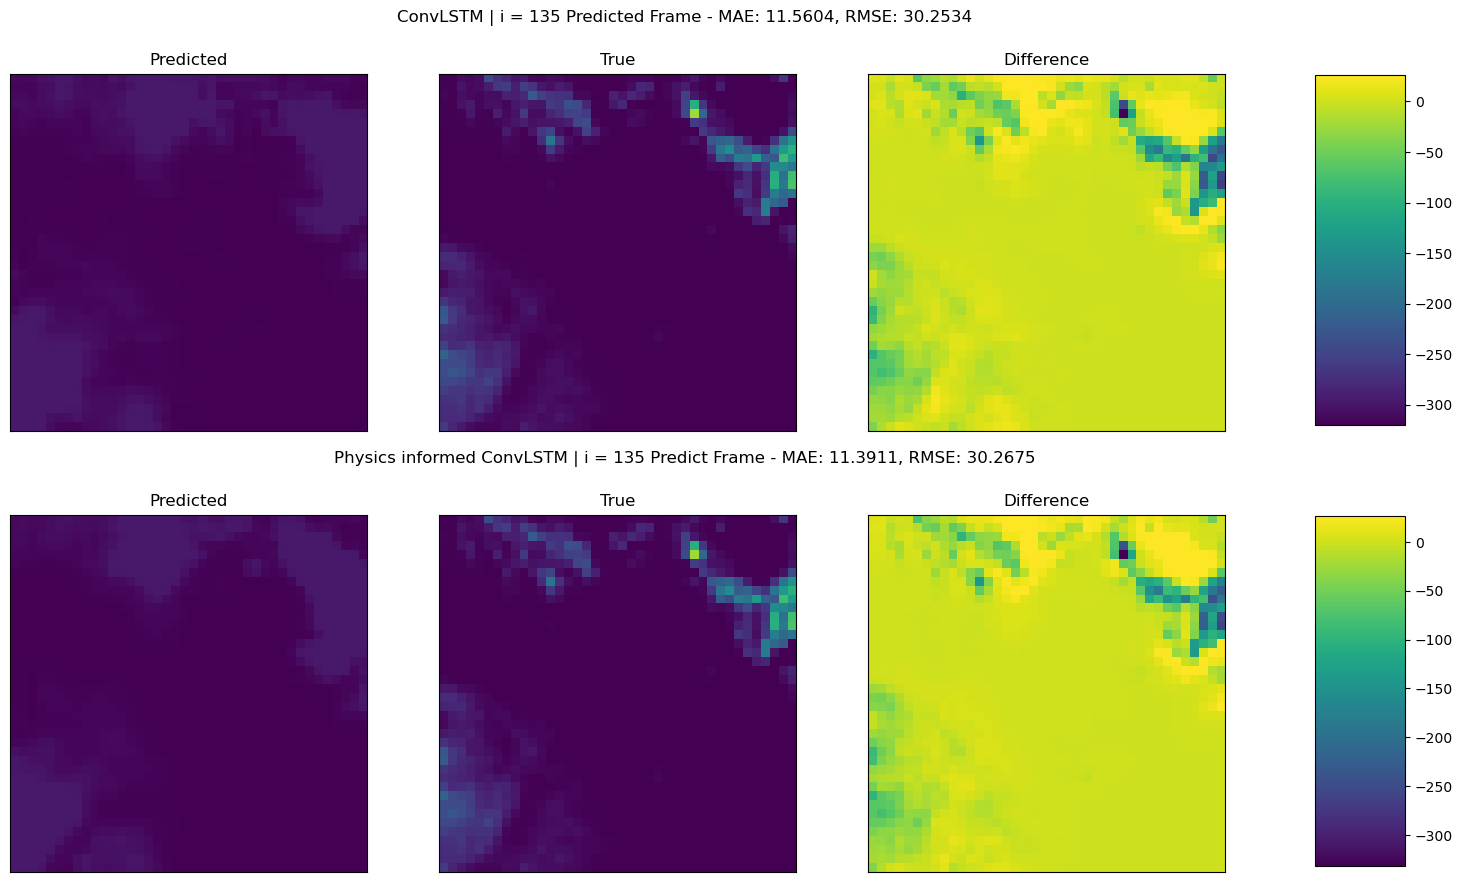 ConvLSTM | i = 135 Predicted Frame - MAE: 11.5604, RMSE: 30.2534
Predicted
True
Difference
0
−50
−100
−150
−200
−250
−300
Physics informed ConvLSTM | i = 135 Predict Frame - MAE: 11.3911, RMSE: 30.2675
Predicted
True
Difference
0
−50
−100
−150
−200
−250
−300